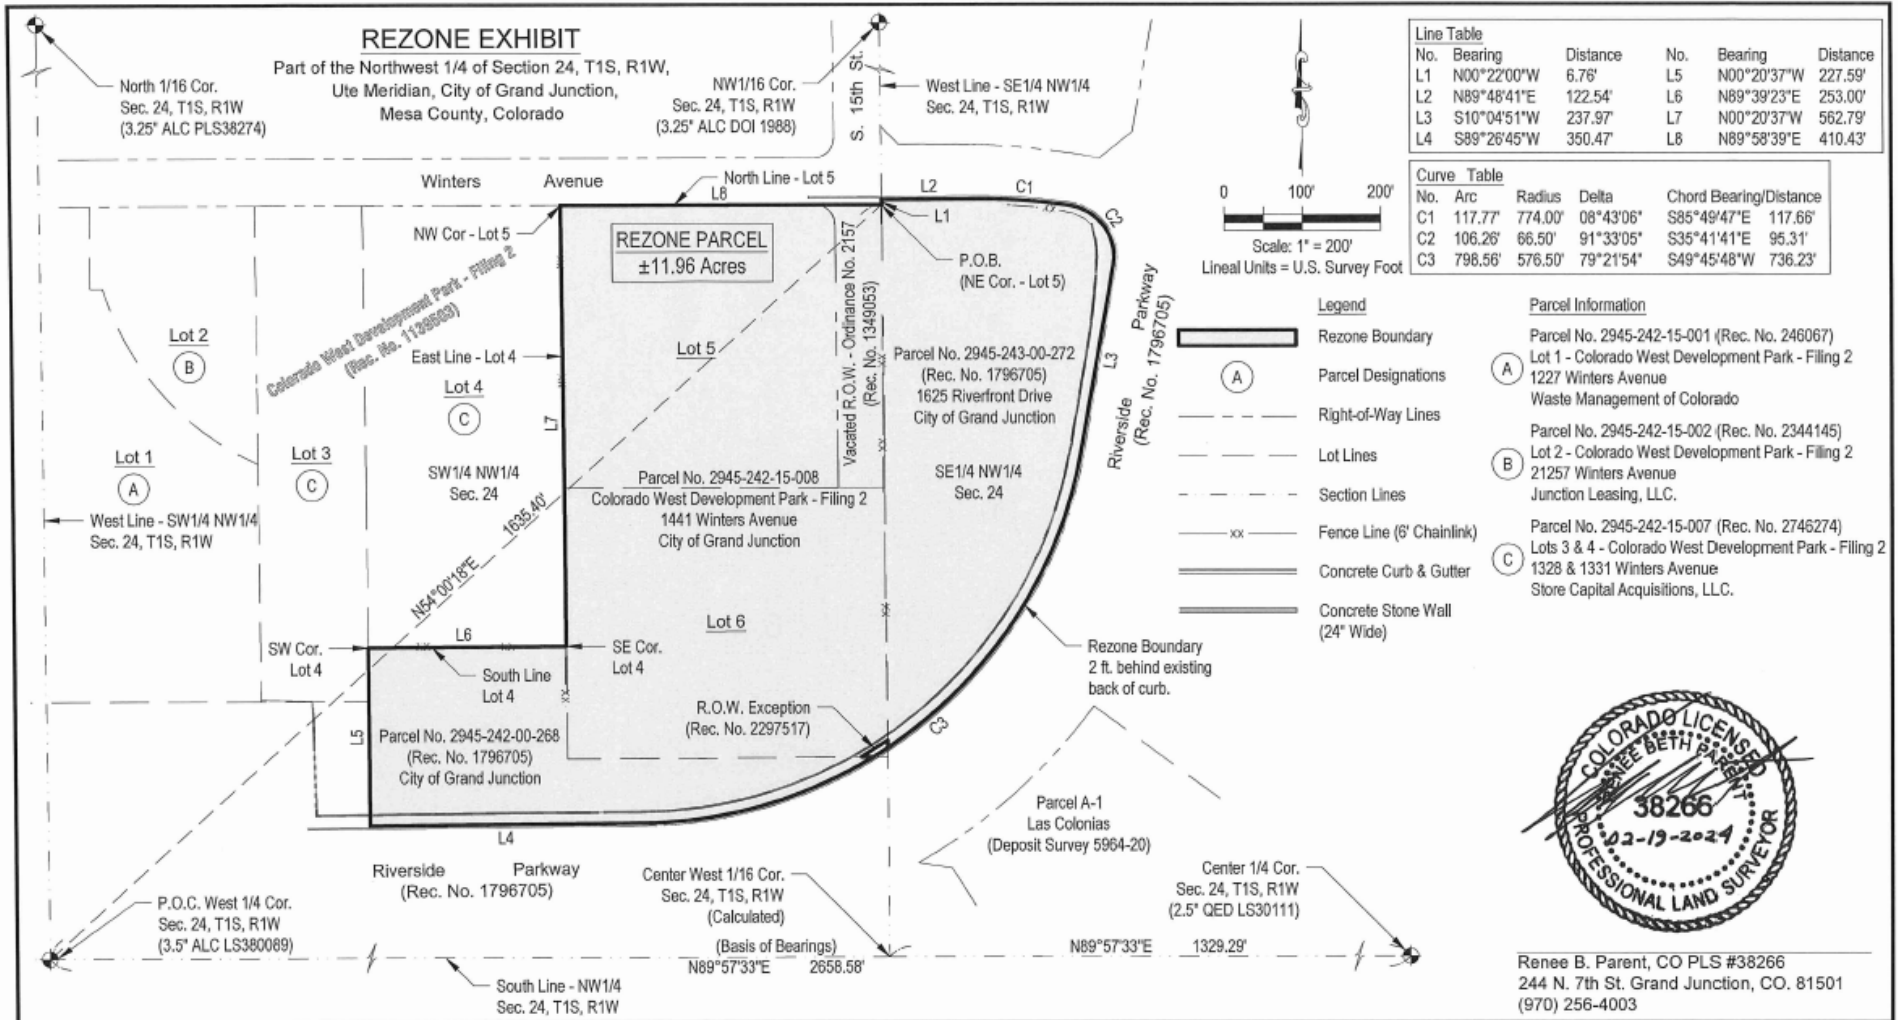 REZONE EXHIBIT
Part of the Northwest 1/4 of Section 24, T1S, R1W,
Ute Meridian, City of Grand Junction,
Mesa County, Colorado
North 1/16 Cor.
Sec. 24, T1S, R1W
(3.25" ALC PLS38274)
NW1/16 Cor.
Sec. 24, T1S, R1W
(3.25" ALC DOI 1988)
S. 15th St.
West Line - SE1/4 NW1/4
Sec. 24, T1S, R1W
Line Table
No. Bearing Distance No. Bearing Distance
L1 N00°22'00"W 6.76' L5 N00°20'37"W 227.59'
L2 N89°48'41"E 122.54' L6 N89°39'23"E 253.00'
L3 S10°04'51"W 237.97' L7 N00°20'37"W 562.79'
L4 S89°26'45"W 350.47' L8 N89°58'39"E 410.43'
Curve Table
No. Arc Radius Delta Chord Bearing/Distance
C1 117.77' 774.00' 08°43'06" S85°49'47"E 117.66'
C2 106.26' 66.50' 91°33'05" S35°41'41"E 95.31'
C3 798.56' 576.50' 79°21'54" S49°45'48"W 736.23'
0 100' 200'
Scale: 1" = 200'
Lineal Units = U.S. Survey Foot
Winters Avenue
North Line - Lot 5
L8
L2
C1
C2
L1
NW Cor - Lot 5
REZONE PARCEL
±11.96 Acres
P.O.B.
(NE Cor. - Lot 5)
Vacated R.O.W. - Ordinance No. 2157
(Rec. No. 1349053)
Colorado West Development Park - Filing 2
(Rec. No. 1139503)
Lot 2
B
East Line - Lot 4
Lot 5
Lot 4
C
L7
Parcel No. 2945-243-00-272
(Rec. No. 1796705)
1625 Riverfront Drive
City of Grand Junction
L3
Riverside Parkway
(Rec. No. 1796705)
Lot 1
A
Lot 3
C
SW1/4 NW1/4
Sec. 24
SE1/4 NW1/4
Sec. 24
Parcel No. 2945-242-15-008
Colorado West Development Park - Filing 2
1441 Winters Avenue
City of Grand Junction
West Line - SW1/4 NW1/4
Sec. 24, T1S, R1W
N54°00'18"E 1635.40'
Lot 6
SW Cor.
Lot 4
L6
SE Cor.
Lot 4
South Line
Lot 4
XX
R.O.W. Exception
(Rec. No. 2297517)
L5
Parcel No. 2945-242-00-268
(Rec. No. 1796705)
City of Grand Junction
C3
Rezone Boundary
2 ft. behind existing
back of curb.
L4
Riverside Parkway
(Rec. No. 1796705)
Parcel A-1
Las Colonias
(Deposit Survey 5964-20)
P.O.C. West 1/4 Cor.
Sec. 24, T1S, R1W
(3.5" ALC LS380089)
Center West 1/16 Cor.
Sec. 24, T1S, R1W
(Calculated)
(Basis of Bearings)
N89°57'33"E 2658.58'
Center 1/4 Cor.
Sec. 24, T1S, R1W
(2.5" QED LS30111)
N89°57'33"E 1329.29'
South Line - NW1/4
Sec. 24, T1S, R1W
Legend
Rezone Boundary
A Parcel Designations
Right-of-Way Lines
Lot Lines
Section Lines
XX Fence Line (6' Chainlink)
Concrete Curb & Gutter
Concrete Stone Wall
(24" Wide)
Parcel Information
A
Parcel No. 2945-242-15-001 (Rec. No. 246067)
Lot 1 - Colorado West Development Park - Filing 2
1227 Winters Avenue
Waste Management of Colorado
B
Parcel No. 2945-242-15-002 (Rec. No. 2344145)
Lot 2 - Colorado West Development Park - Filing 2
21257 Winters Avenue
Junction Leasing, LLC.
C
Parcel No. 2945-242-15-007 (Rec. No. 2746274)
Lots 3 & 4 - Colorado West Development Park - Filing 2
1328 & 1331 Winters Avenue
Store Capital Acquisitions, LLC.
COLORADO LICENSED
RENEE BETH PARENT
38266
02-19-2024
PROFESSIONAL LAND SURVEYOR
Renee B. Parent, CO PLS #38266
244 N. 7th St. Grand Junction, CO. 81501
(970) 256-4003